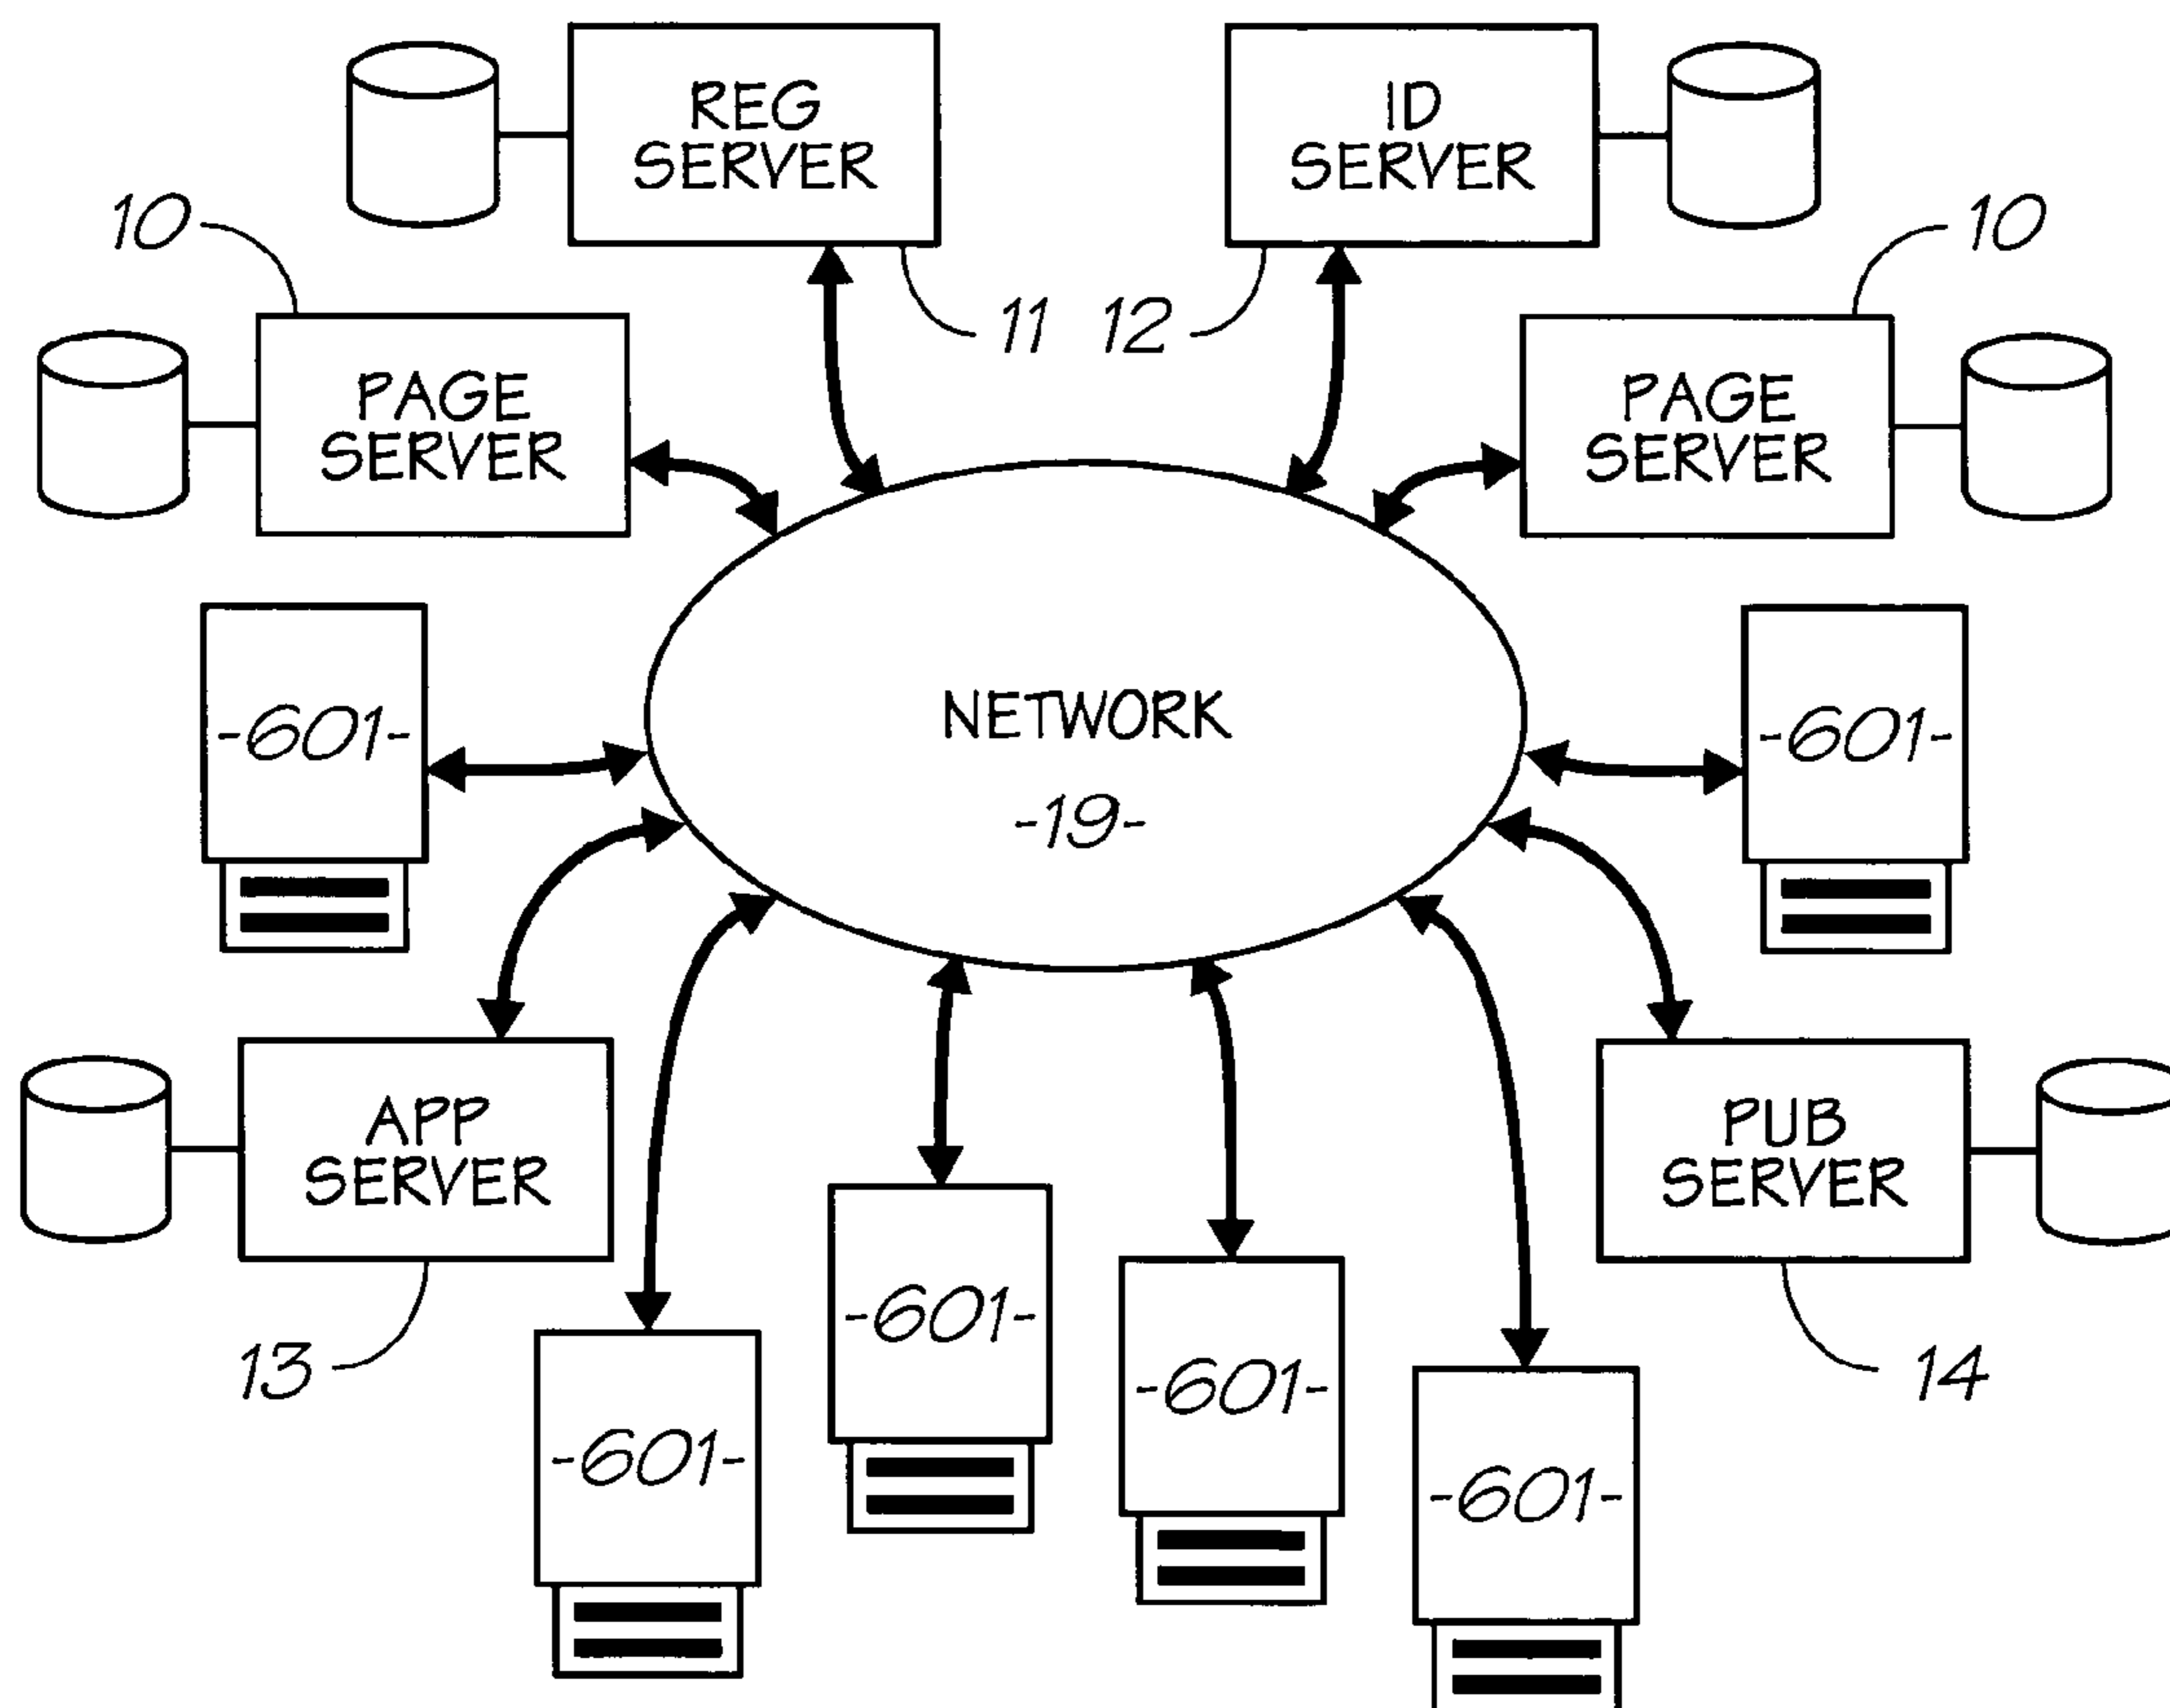 REG
SERVER
ID
SERVER
10
10
11
12
PAGE
SERVER
PAGE
SERVER
-601-
NETWORK
-19-
-601-
APP
SERVER
PUB
SERVER
13
-601-
-601-
-601-
-601-
14